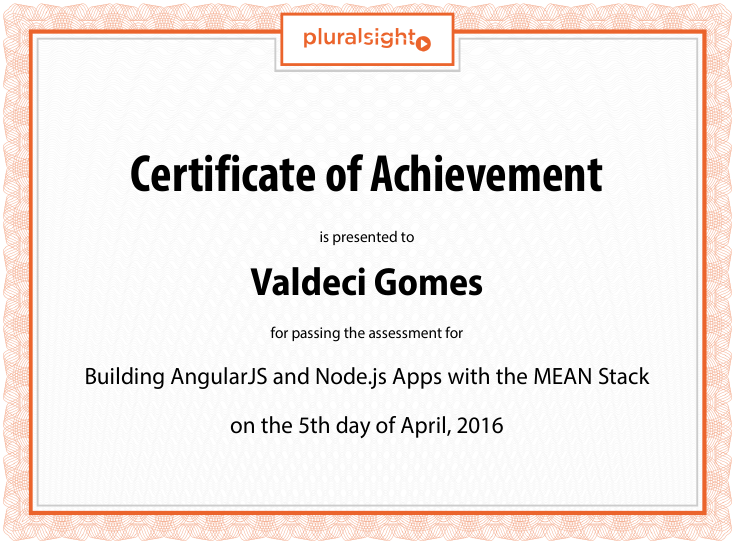 pluralsight
Certificate of Achievement
is presented to
Valdeci Gomes
for passing the assessment for
Building AngularJS and Node.js Apps with the MEAN Stack
on the 5th day of April, 2016